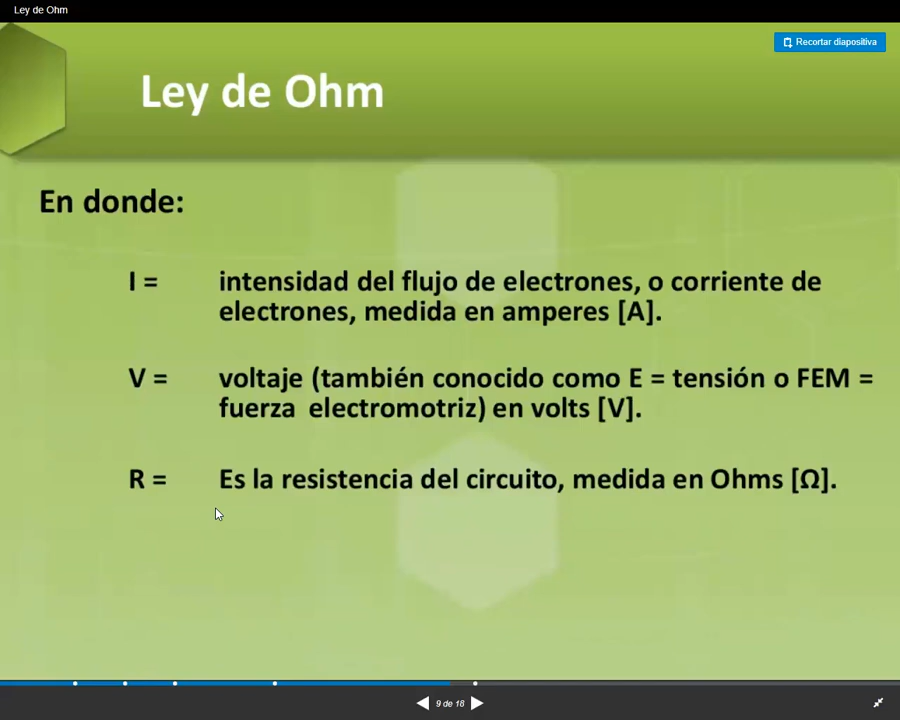 Ley de Ohm
Recortar diapositiva
Ley de Ohm
En donde:
I = intensidad del flujo de electrones, o corriente de
electrones, medida en amperes [A].
V = voltaje (también conocido como E = tensión o FEM =
fuerza electromotriz) en volts [V].
R = Es la resistencia del circuito, medida en Ohms [Ω].
9 de 18